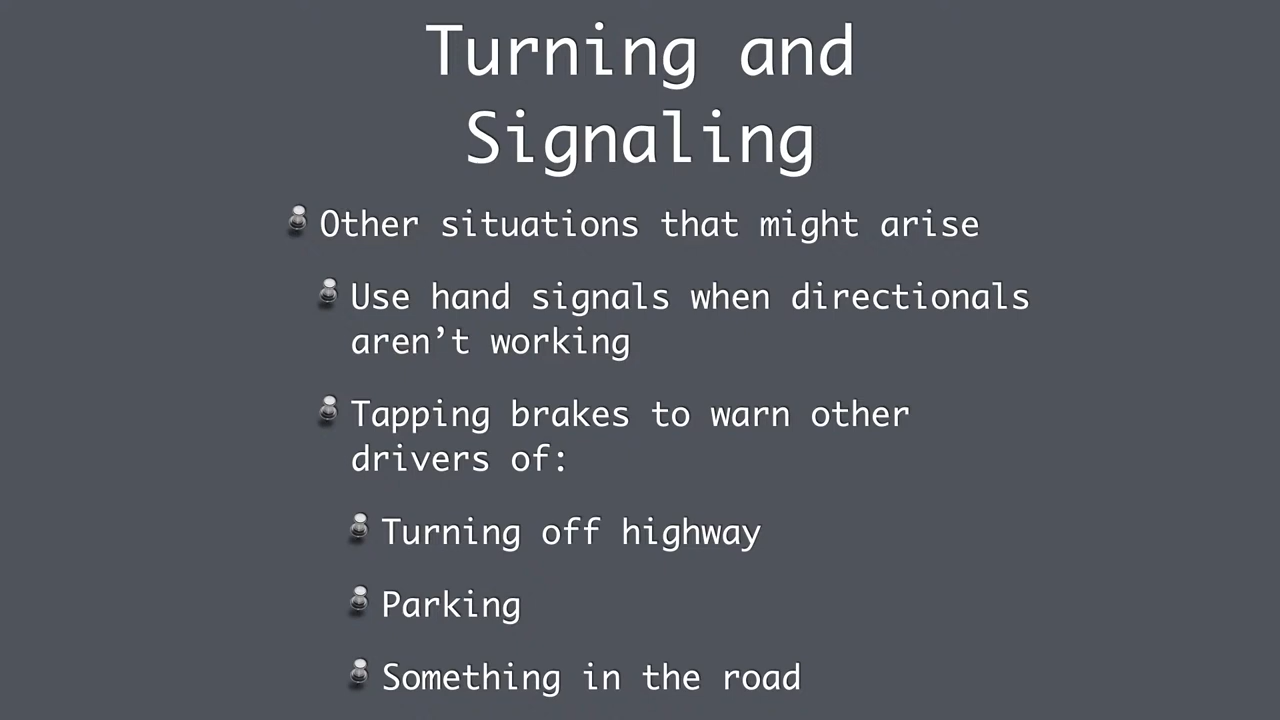 Turning and
Signaling
Other situations that might arise
Use hand signals when directionals
aren’t working
Tapping brakes to warn other
drivers of:
Turning off highway
Parking
Something in the road